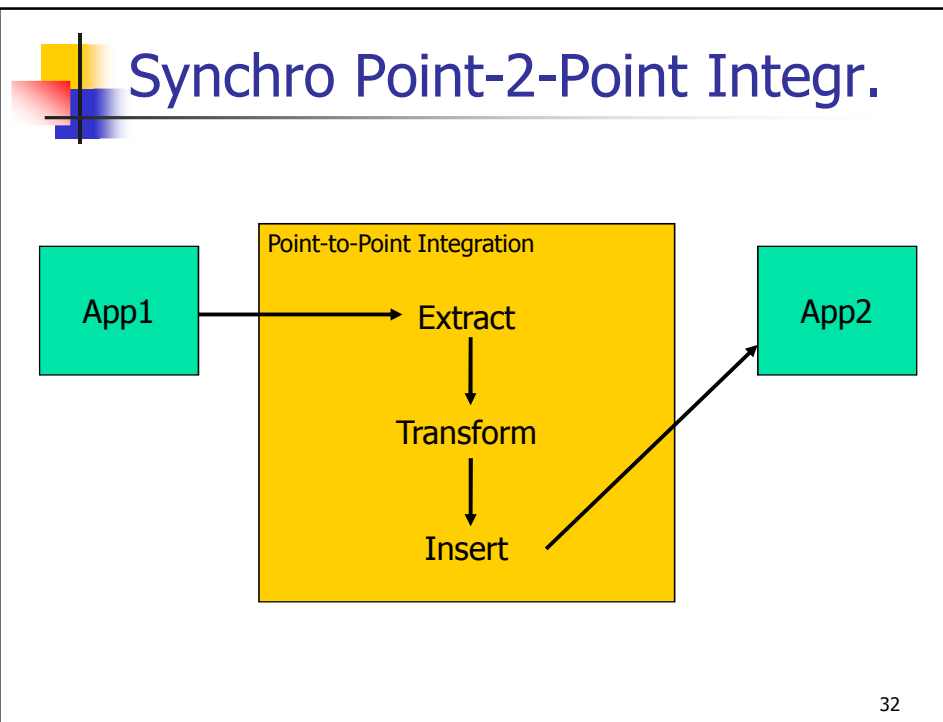 Synchro Point-2-Point Integr.
Point-to-Point Integration
App1
Extract
App2
Transform
Insert
32